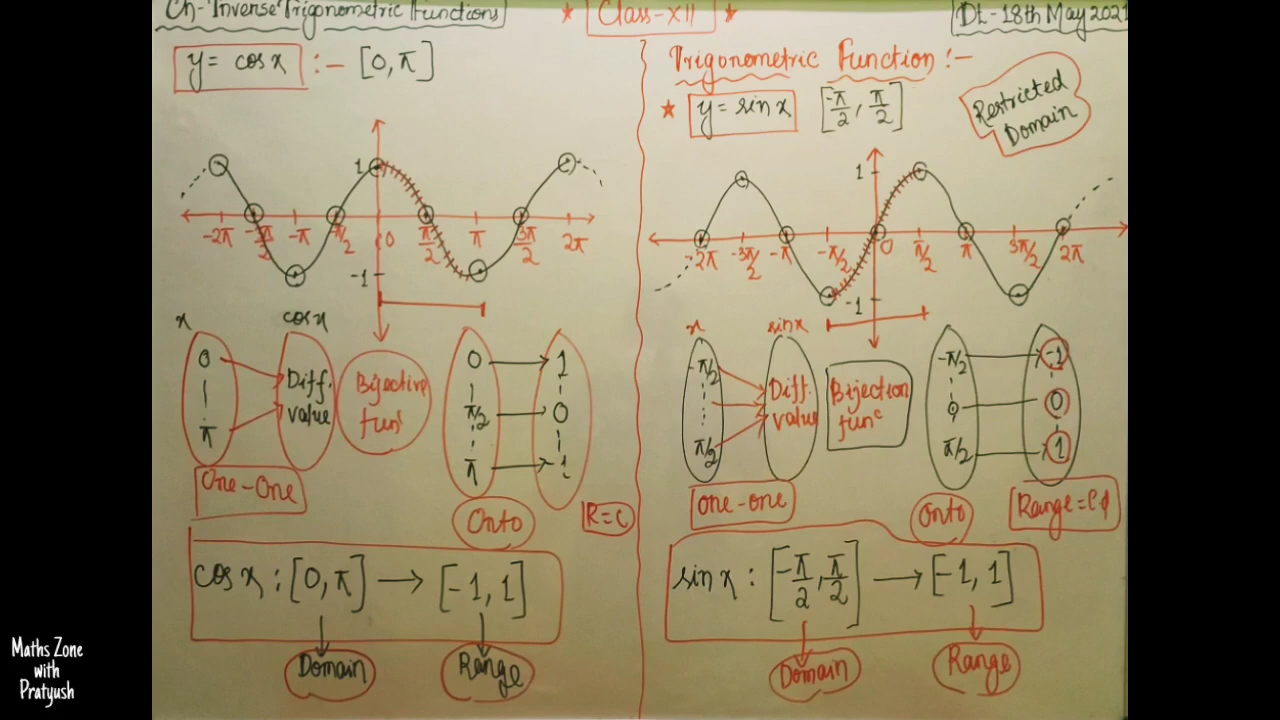 Ch- Inverse Trigonometric Functions
★ Class-XII ★
Dt-18th May 2021
y = cos x :- [0, π]
1
-2π -3π/2 -π -π/2 0 π/2 π 3π/2 2π
-1
x cos x
0
π
Diff. value
Bijective func
0 1
π/2 0
π -1
One-One
Onto
R=C
cos x : [0, π] → [-1, 1]
Domain
Range
Trigonometric Function :-
★ y = sin x [-π/2, π/2]
Restricted Domain
1
-2π -3π/2 -π -π/2 0 π/2 π 3π/2 2π
-1
x sin x
-π/2
π/2
Diff. value
Bijection func
-π/2 -1
0 0
π/2 1
One-one
Onto
sin x : [-π/2, π/2] → [-1, 1]
Domain
Range
Maths Zone
with
Pratyush